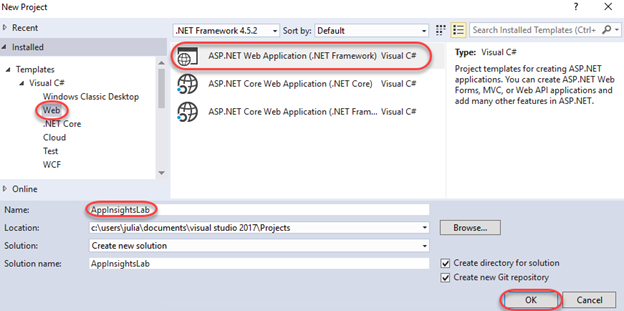 New Project
Recent
.NET Framework 4.5.2 Sort by: Default
Search Installed Templates (Ctrl+
Installed
Templates
Visual C#
Windows Classic Desktop
Web
.NET Core
Cloud
Test
WCF
Online
ASP.NET Web Application (.NET Framework) Visual C#
ASP.NET Core Web Application (.NET Core) Visual C#
ASP.NET Core Web Application (.NET Fram... Visual C#
Type: Visual C#
Project templates for creating ASP.NET
applications. You can create ASP.NET Web
Forms, MVC, or Web API applications and
add many other features in ASP.NET.
Name: AppInsightsLab
Location: c:\users\julia\documents\visual studio 2017\Projects Browse...
Solution: Create new solution
Solution name: AppInsightsLab
Create directory for solution
Create new Git repository
OK Cancel